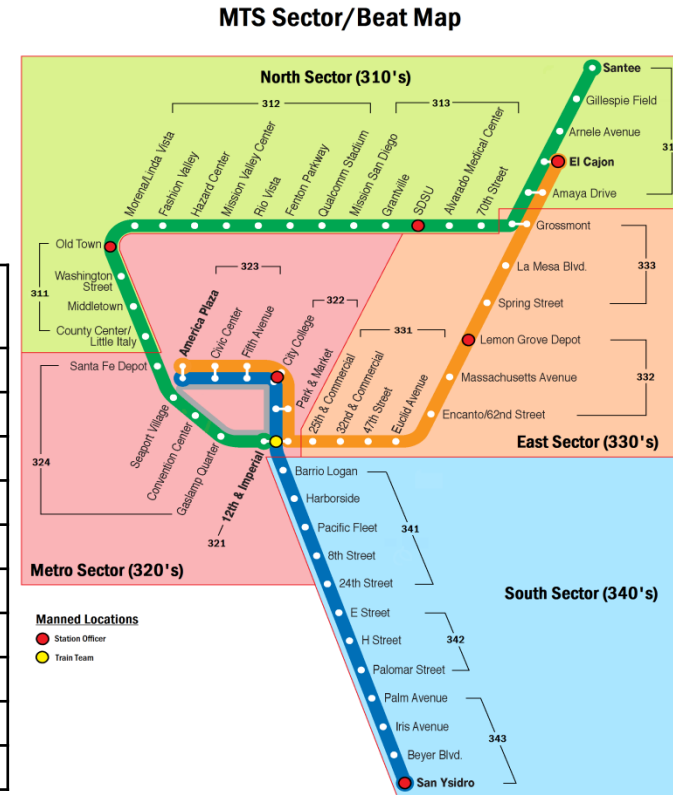 MTS Sector/Beat Map
North Sector (310's)
312
313
Santee
Gillespie Field
Arnele Avenue
El Cajon
Amaya Drive
Morena/Linda Vista
Fashion Valley
Hazard Center
Mission Valley Center
Rio Vista
Fenton Parkway
Qualcomm Stadium
Mission San Diego
Grantville
SDSU
Alvarado Medical Center
70th Street
Grossmont
La Mesa Blvd.
333
Spring Street
Old Town
Washington
Street
311
Middletown
County Center/
Little Italy
323
322
331
America Plaza
Civic Center
Fifth Avenue
City College
Park & Market
25th & Commercial
32nd & Commercial
47th Street
Euclid Avenue
Lemon Grove Depot
332
Massachusetts Avenue
Encanto/62nd Street
East Sector (330's)
Santa Fe Depot
324
Seaport Village
Convention Center
Gaslamp Quarter
12th & Imperial
321
Metro Sector (320's)
Barrio Logan
Harborside
341
Pacific Fleet
8th Street
24th Street
South Sector (340's)
E Street
342
H Street
Palomar Street
Palm Avenue
Iris Avenue
343
Beyer Blvd.
San Ysidro
Manned Locations
Station Officer
Train Team